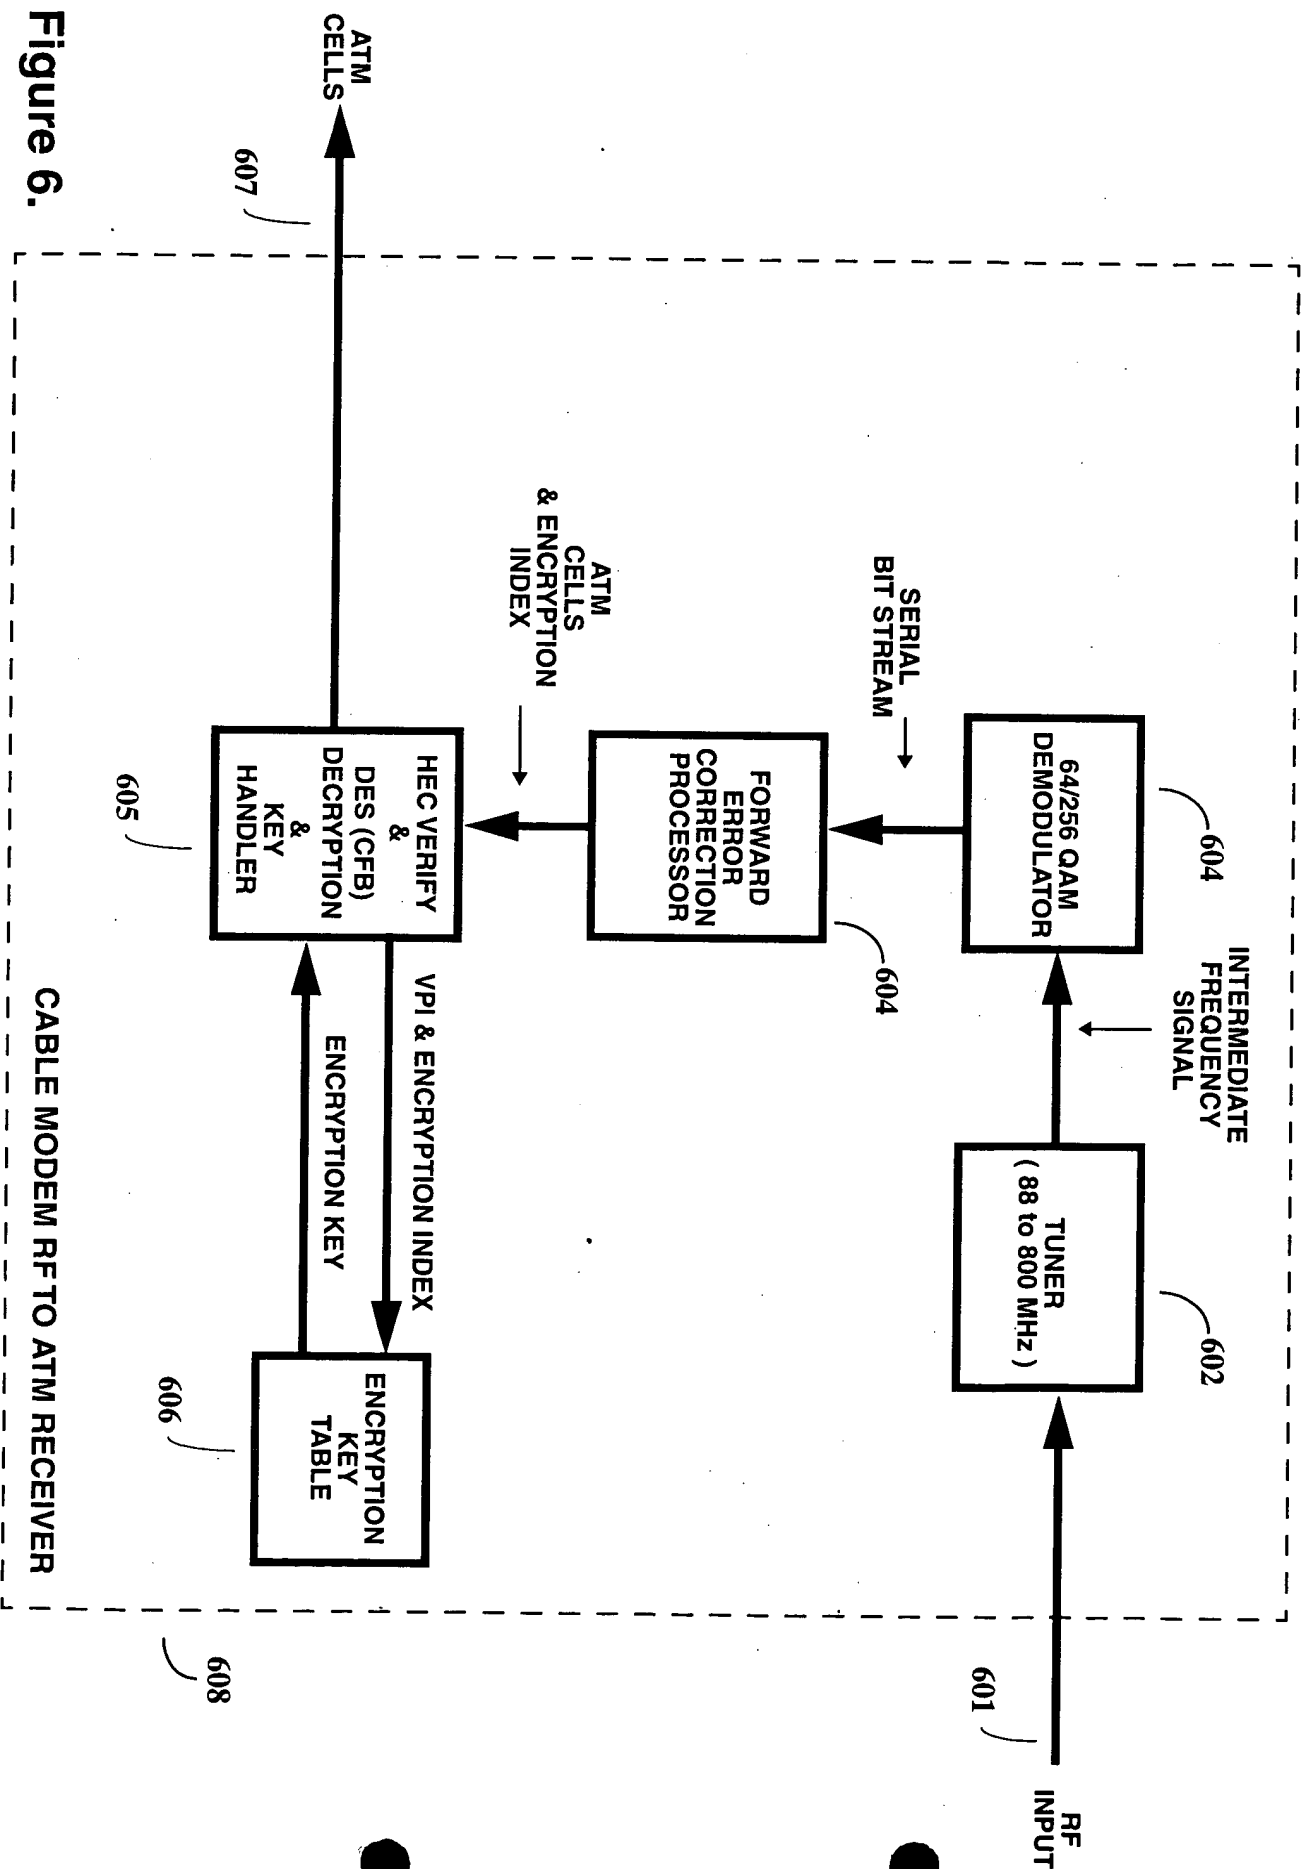 RF
INPUT
601
602
TUNER
( 88 to 800 MHz )
INTERMEDIATE
FREQUENCY
SIGNAL
604
64/256 QAM
DEMODULATOR
SERIAL
BIT STREAM
604
FORWARD
ERROR
CORRECTION
PROCESSOR
ATM
CELLS
& ENCRYPTION
INDEX
HEC VERIFY
&
DES (CFB)
DECRYPTION
&
KEY
HANDLER
605
VPI & ENCRYPTION INDEX
ENCRYPTION KEY
ENCRYPTION
KEY
TABLE
606
ATM
CELLS
607
CABLE MODEM RF TO ATM RECEIVER
608
Figure 6.